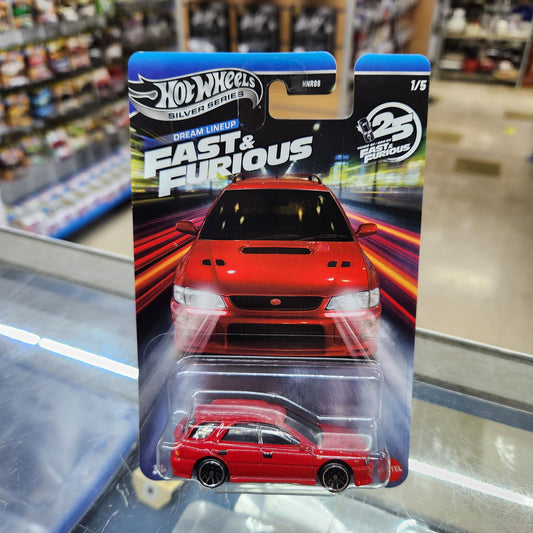 HOT WHEELS
SILVER SERIES
HNR88
1/5
DREAM LINEUP
FAST &
FURIOUS
25
FAST &
FURIOUS